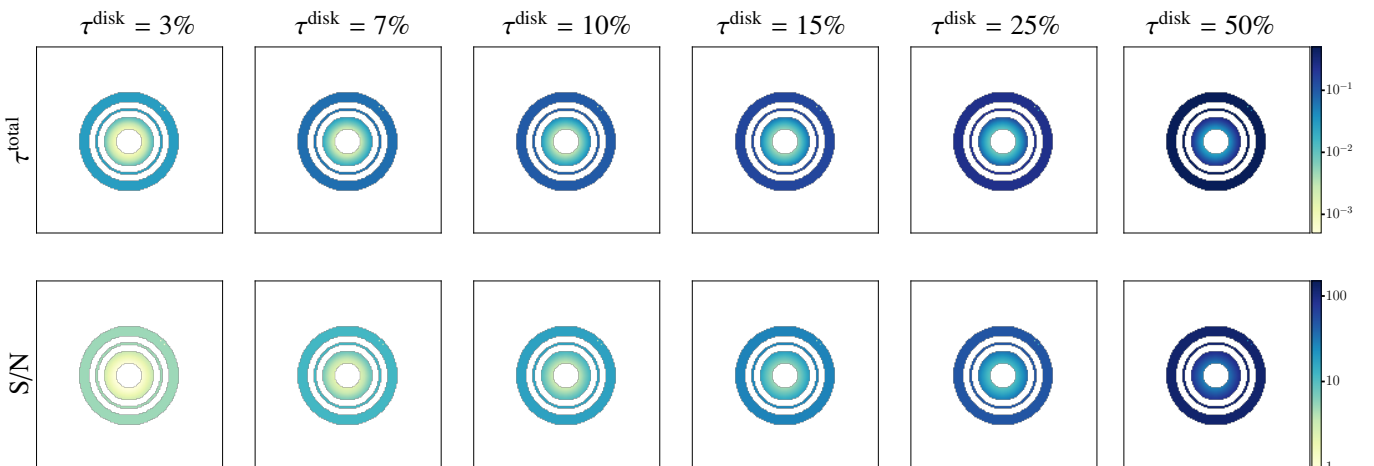 τ^disk = 3% τ^disk = 7% τ^disk = 10% τ^disk = 15% τ^disk = 25% τ^disk = 50%
τ^total
10⁻¹
10⁻²
10⁻³
S/N
100
10
1